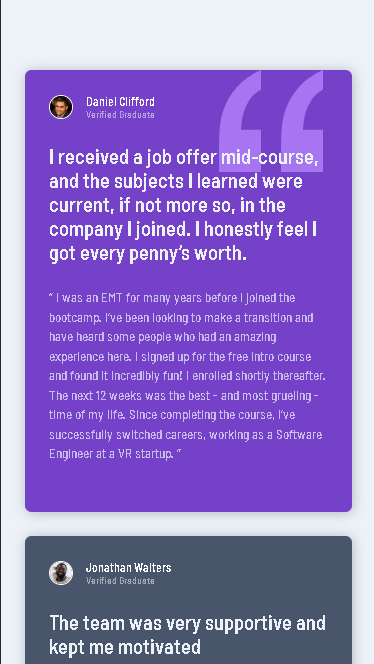 Daniel Clifford
Verified Graduate
I received a job offer mid-course,
and the subjects I learned were
current, if not more so, in the
company I joined. I honestly feel I
got every penny’s worth.
“ I was an EMT for many years before I joined the
bootcamp. I’ve been looking to make a transition and
have heard some people who had an amazing
experience here. I signed up for the free intro course
and found it incredibly fun! I enrolled shortly thereafter.
The next 12 weeks was the best - and most grueling -
time of my life. Since completing the course, I’ve
successfully switched careers, working as a Software
Engineer at a VR startup. ”
Jonathan Walters
Verified Graduate
The team was very supportive and
kept me motivated